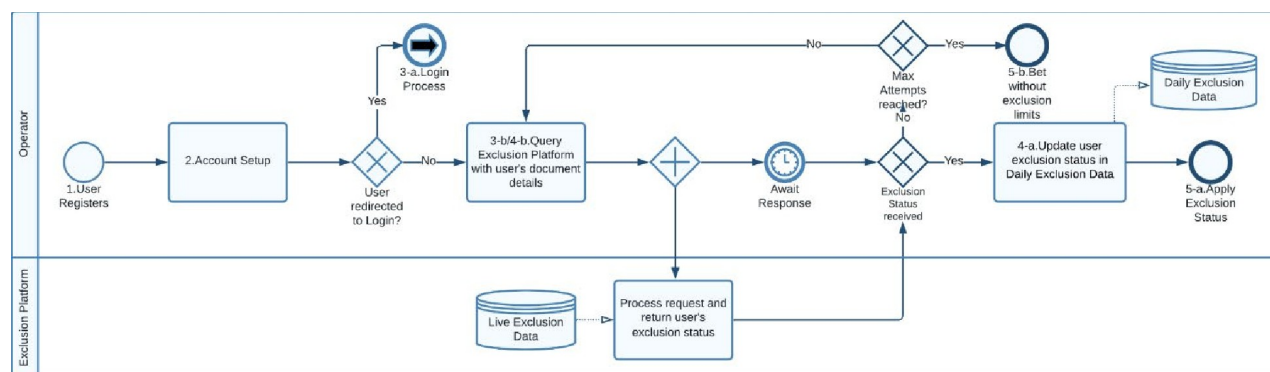 Operator
1.User
Registers
2.Account Setup
User
redirected
to Login?
Yes
3-a.Login
Process
No
3-b/4-b.Query
Exclusion Platform
with user's document
details
Await
Response
Exclusion
Status
received
No
Max
Attempts
reached?
No
Yes
5-b.Bet
without
exclusion
limits
Yes
4-a.Update user
exclusion status in
Daily Exclusion Data
Daily Exclusion
Data
5-a.Apply
Exclusion
Status
Exclusion Platform
Live Exclusion
Data
Process request and
return user's
exclusion status